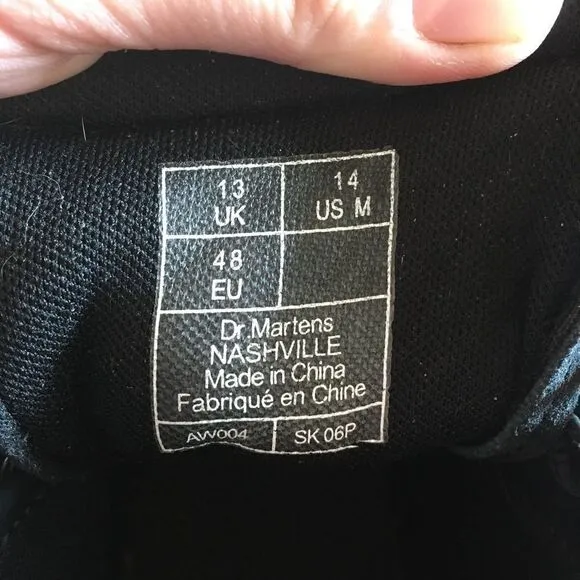 13
UK
14
US M
48
EU
Dr Martens
NASHVILLE
Made in China
Fabriqué en Chine
AW004
SK 06P